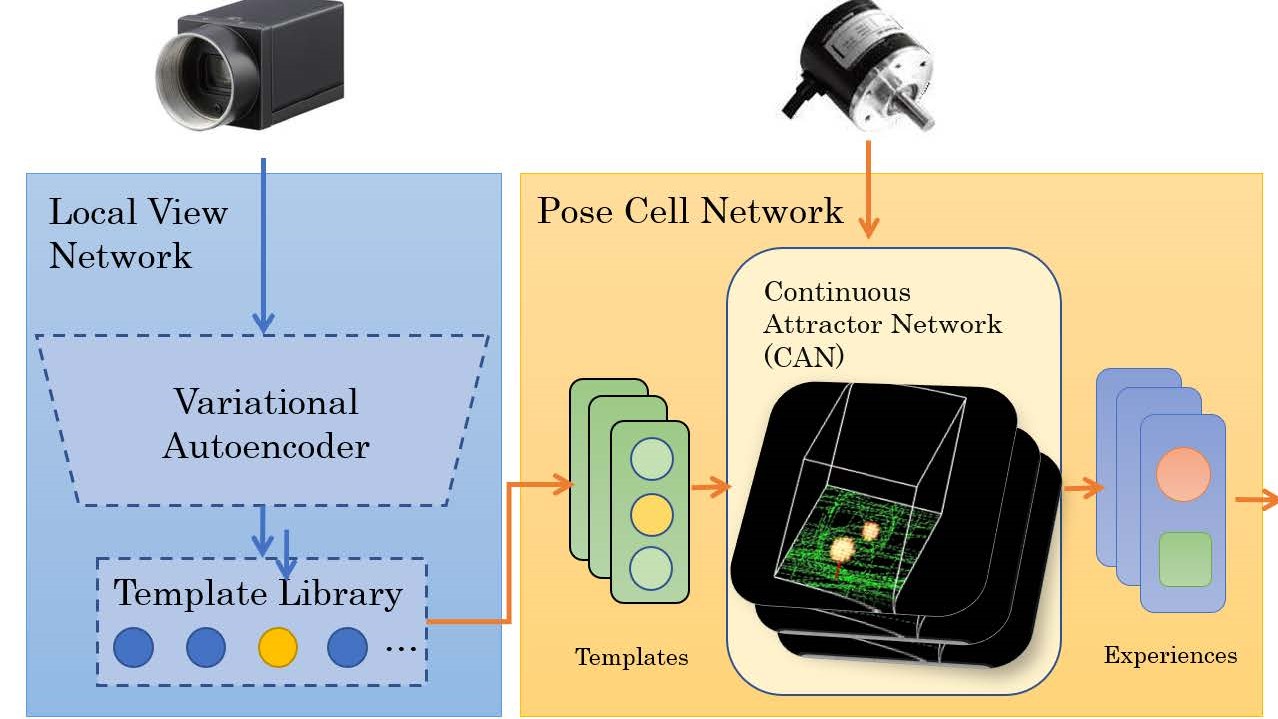 Local View
Network
Pose Cell Network
Continuous
Attractor Network
(CAN)
Variational
Autoencoder
Template Library
...
Templates
Experiences